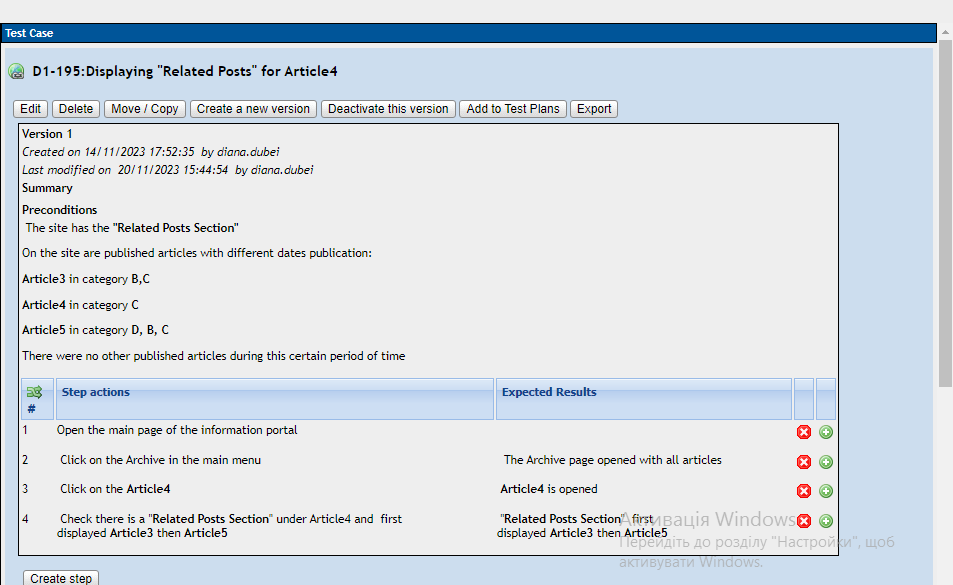 Test Case
D1-195:Displaying "Related Posts" for Article4
Edit Delete Move / Copy Create a new version Deactivate this version Add to Test Plans Export
Version 1
Created on 14/11/2023 17:52:35 by diana.dubei
Last modified on 20/11/2023 15:44:54 by diana.dubei
Summary
Preconditions
The site has the "Related Posts Section"
On the site are published articles with different dates publication:
Article3 in category B,C
Article4 in category C
Article5 in category D, B, C
There were no other published articles during this certain period of time
# Step actions Expected Results
1 Open the main page of the information portal
2 Click on the Archive in the main menu The Archive page opened with all articles
3 Click on the Article4 Article4 is opened
4 Check there is a "Related Posts Section" under Article4 and first "Related Posts Section" first
displayed Article3 then Article5 displayed Article3 then Article5
Активація Windows
Перейдіть до розділу "Настройки", щоб
активувати Windows.
Create step